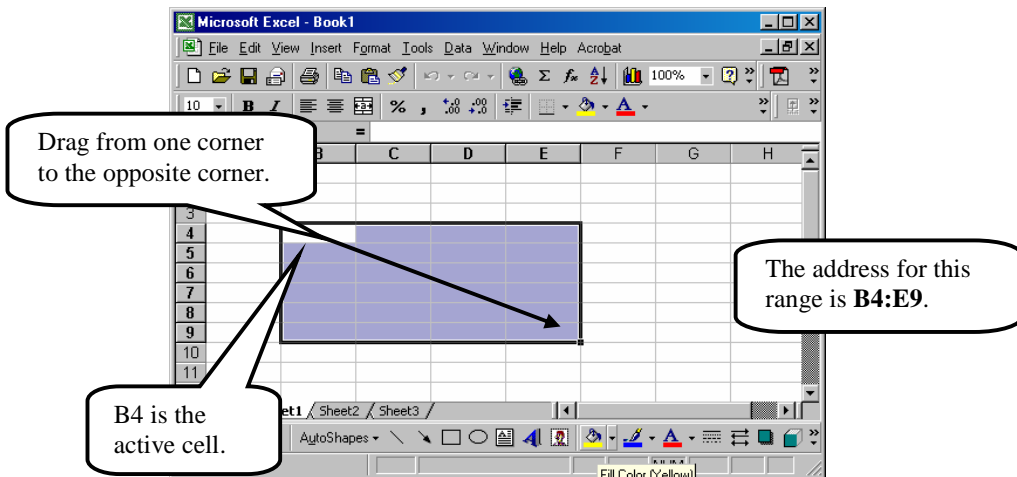 Microsoft Excel - Book1
File Edit View Insert Format Tools Data Window Help Acrobat
100%
10 B I % ,
=
Drag from one corner
to the opposite corner.
B C D E F G H
3
4
5
6
7
8
9
10
11
The address for this
range is B4:E9.
B4 is the
active cell.
et1 Sheet2 Sheet3
AutoShapes
Fill Color (Yellow)